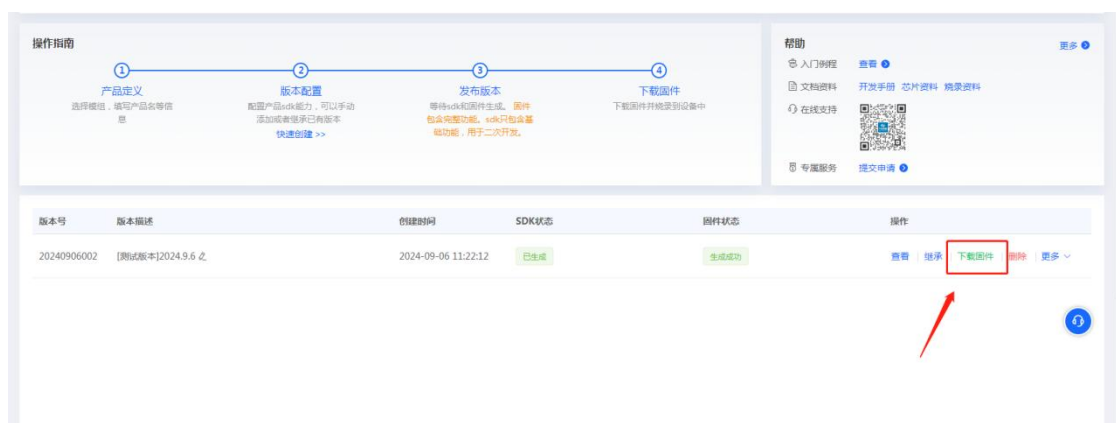 操作指南
1
2
3
4
产品定义
选择模组，填写产品名等信
息
版本配置
配置产品sdk能力，可以手动
添加或者继承已有版本
快速创建 >>
发布版本
等待sdk和固件生成。固件
包含完整功能。sdk只包含基
础功能，用于二次开发。
下载固件
下载固件并烧录到设备中
帮助
更多
入门例程 查看
文档资料 开发手册 芯片资料 烧录资料
在线支持
专属服务 提交申请
版本号 版本描述 创建时间 SDK状态 固件状态 操作
20240906002 [测试版本]2024.9.6 2024-09-06 11:22:12 已生成 生成成功 查看 继承 下载固件 删除 更多